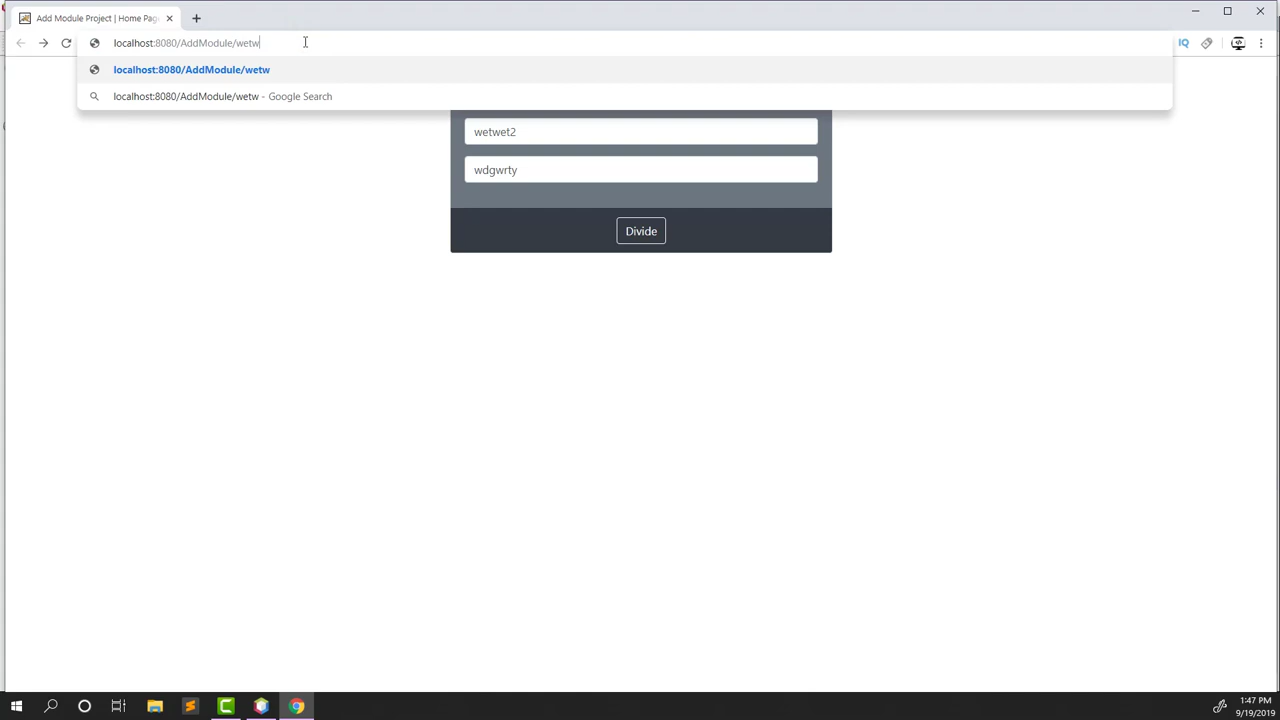 Add Module Project | Home Pag
localhost:8080/AddModule/wetw
localhost:8080/AddModule/wetw
localhost:8080/AddModule/wetw - Google Search
wetwet2
wdgwrty
Divide
1:47 PM
9/19/2019